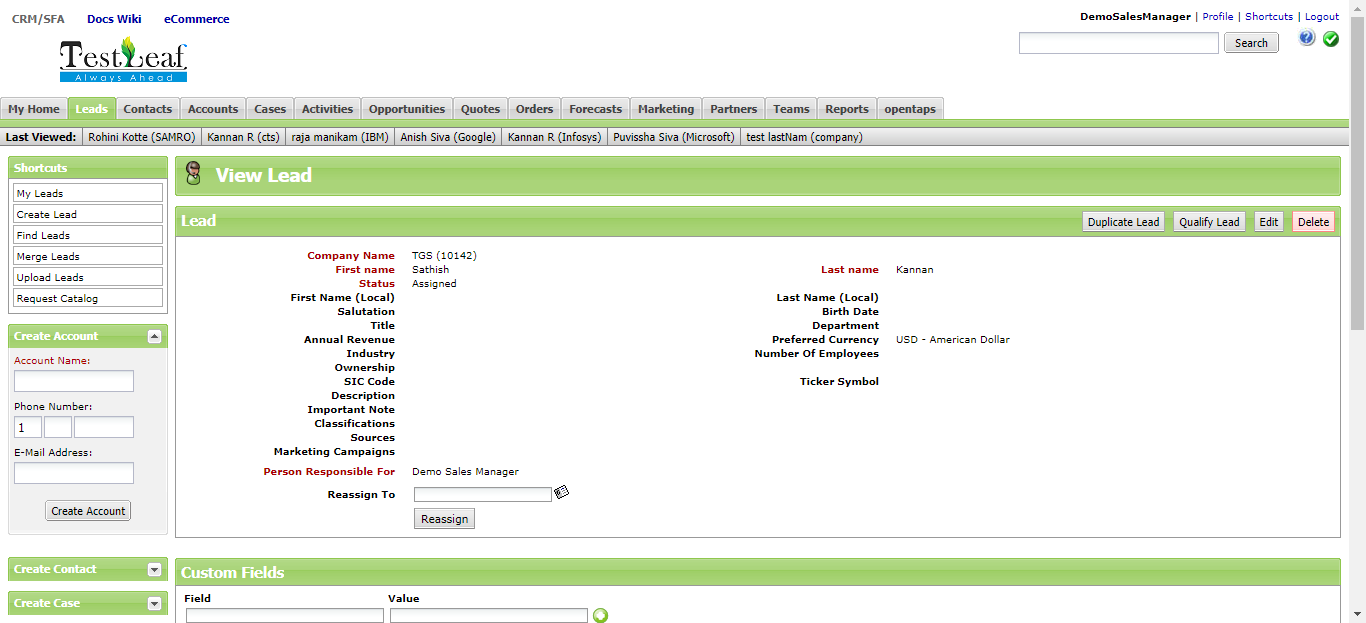 CRM/SFA Docs Wiki eCommerce
DemoSalesManager | Profile | Shortcuts | Logout
TestLeaf
Always Ahead
Search
My Home Leads Contacts Accounts Cases Activities Opportunities Quotes Orders Forecasts Marketing Partners Teams Reports opentaps
Last Viewed: Rohini Kotte (SAMRO) Kannan R (cts) raja manikam (IBM) Anish Siva (Google) Kannan R (Infosys) Puvissha Siva (Microsoft) test lastNam (company)
Shortcuts
My Leads
Create Lead
Find Leads
Merge Leads
Upload Leads
Request Catalog
Create Account
Account Name:
Phone Number:
1
E-Mail Address:
Create Account
Create Contact
Create Case
View Lead
Lead Duplicate Lead Qualify Lead Edit Delete
Company Name TGS (10142)
First name Sathish Last name Kannan
Status Assigned
First Name (Local) Last Name (Local)
Salutation Birth Date
Title Department
Annual Revenue Preferred Currency USD - American Dollar
Industry Number Of Employees
Ownership
SIC Code Ticker Symbol
Description
Important Note
Classifications
Sources
Marketing Campaigns
Person Responsible For Demo Sales Manager
Reassign To
Reassign
Custom Fields
Field Value